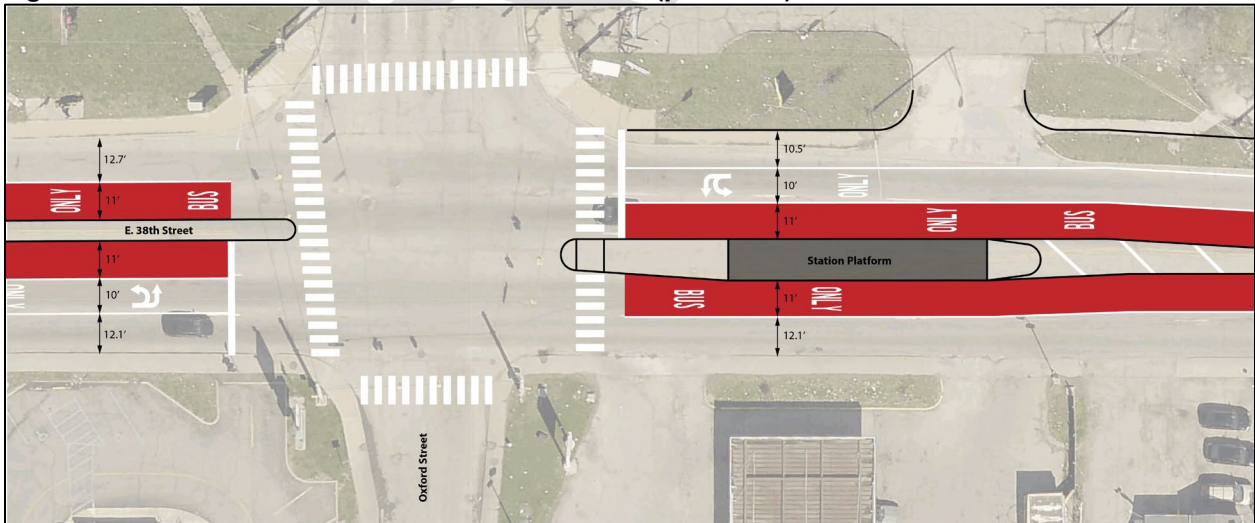 12.7'
ONLY
11'
BUS
E. 38th Street
11'
10'
ONLY
12.1'
10.5'
10'
ONLY
11'
ONLY
BUS
Station Platform
BUS
11'
ONLY
12.1'
Oxford Street